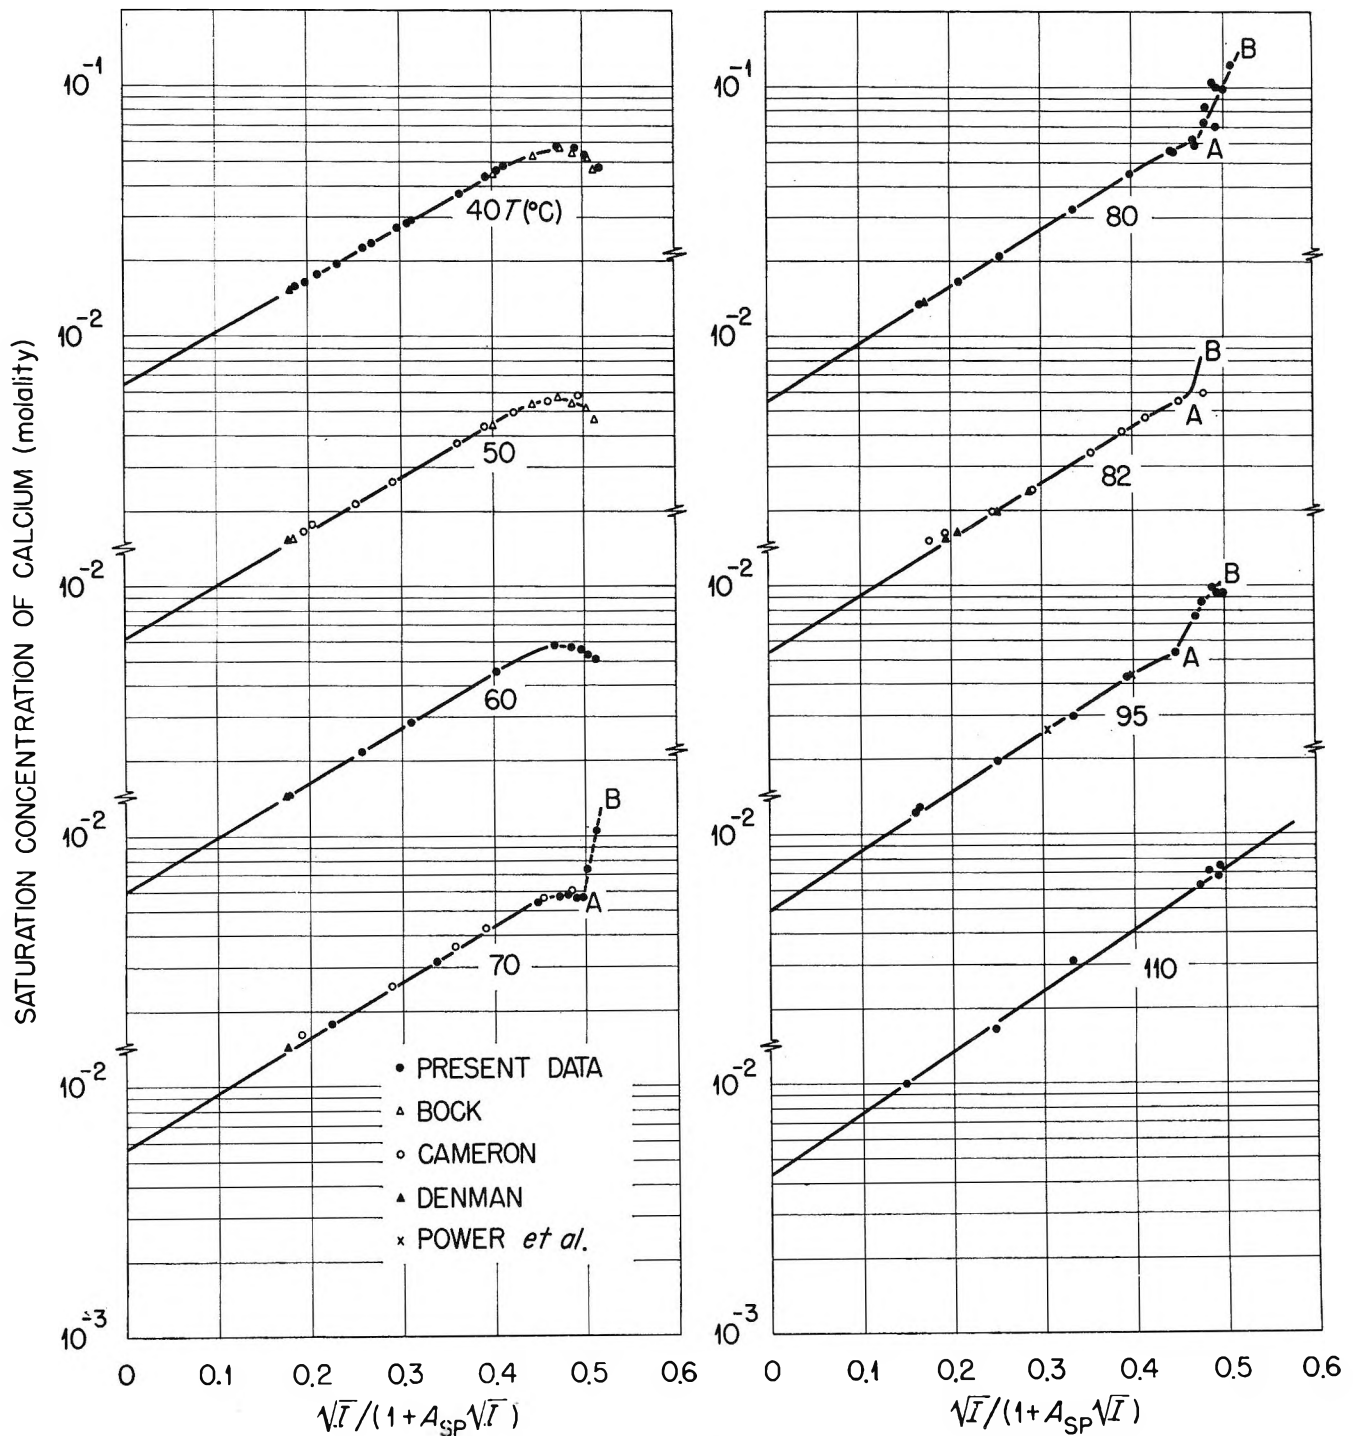 SATURATION CONCENTRATION OF CALCIUM (molality)
10⁻¹
10⁻²
10⁻²
10⁻²
10⁻²
10⁻³
40 T (°C)
50
60
70
A
B
• PRESENT DATA
▵ BOCK
○ CAMERON
▲ DENMAN
x POWER et al.
0 0.1 0.2 0.3 0.4 0.5 0.6
√I/(1+A_SP√I)
10⁻¹
10⁻²
10⁻²
10⁻²
10⁻²
10⁻³
B
A
80
B
A
82
B
A
95
110
0 0.1 0.2 0.3 0.4 0.5 0.6
√I/(1+A_SP√I)